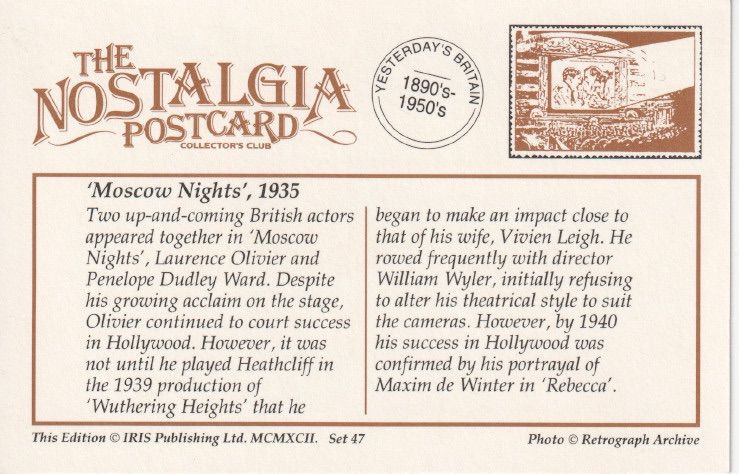 THE
NOSTALGIA
POSTCARD
COLLECTOR'S CLUB
YESTERDAY'S BRITAIN
1890's-
1950's
'Moscow Nights', 1935
Two up-and-coming British actors
appeared together in 'Moscow
Nights', Laurence Olivier and
Penelope Dudley Ward. Despite
his growing acclaim on the stage,
Olivier continued to court success
in Hollywood. However, it was
not until he played Heathcliff in
the 1939 production of
'Wuthering Heights' that he
began to make an impact close to
that of his wife, Vivien Leigh. He
rowed frequently with director
William Wyler, initially refusing
to alter his theatrical style to suit
the cameras. However, by 1940
his success in Hollywood was
confirmed by his portrayal of
Maxim de Winter in 'Rebecca'.
This Edition © IRIS Publishing Ltd. MCMXCII. Set 47
Photo © Retrograph Archive